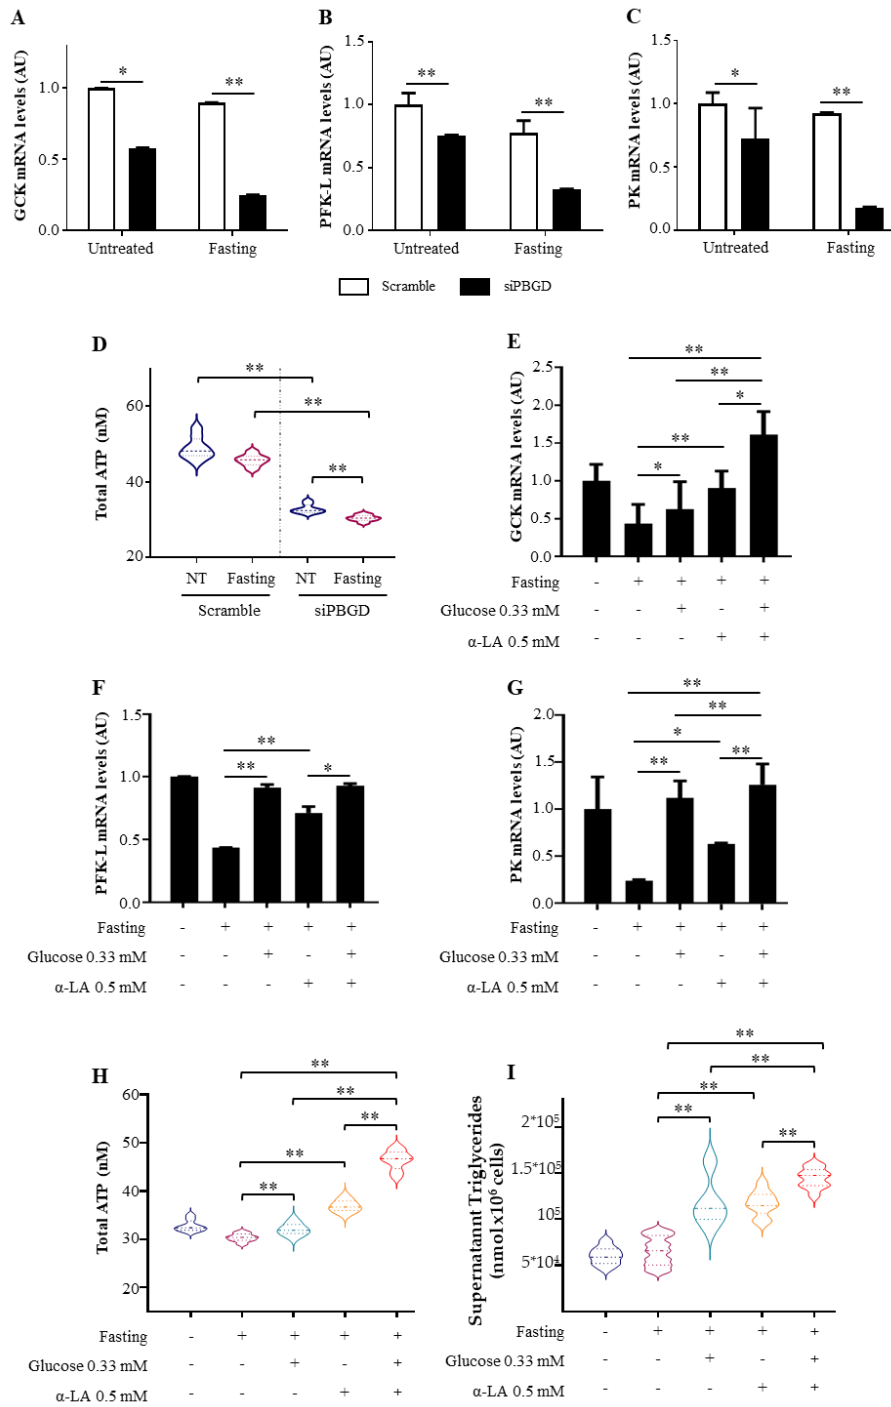 A
B
C
GCK mRNA levels (AU)
1.0
0.5
0.0
*
**
Untreated
Fasting
PFK-L mRNA levels (AU)
1.5
1.0
0.5
0.0
**
**
Untreated
Fasting
PK mRNA levels (AU)
1.5
1.0
0.5
0.0
*
**
Untreated
Fasting
Scramble
siPBGD
D
Total ATP (nM)
60
40
20
**
**
**
NT
Fasting
NT
Fasting
Scramble
siPBGD
E
GCK mRNA levels (AU)
2.5
2.0
1.5
1.0
0.5
0.0
**
**
*
**
*
Fasting - + + + +
Glucose 0.33 mM - - + - +
α-LA 0.5 mM - - - + +
F
PFK-L mRNA levels (AU)
1.5
1.0
0.5
0.0
**
**
*
Fasting - + + + +
Glucose 0.33 mM - - + - +
α-LA 0.5 mM - - - + +
G
PK mRNA levels (AU)
2.0
1.5
1.0
0.5
0.0
**
**
*
**
**
Fasting - + + + +
Glucose 0.33 mM - - + - +
α-LA 0.5 mM - - - + +
H
Total ATP (nM)
60
50
40
30
20
**
**
**
**
**
Fasting - + + + +
Glucose 0.33 mM - - + - +
α-LA 0.5 mM - - - + +
I
Supernatannt Triglycerides
(nmol x10⁶ cells)
2*10⁵
1.5*10⁵
10⁵
5*10⁴
**
**
**
**
**
Fasting - + + + +
Glucose 0.33 mM - - + - +
α-LA 0.5 mM - - - + +